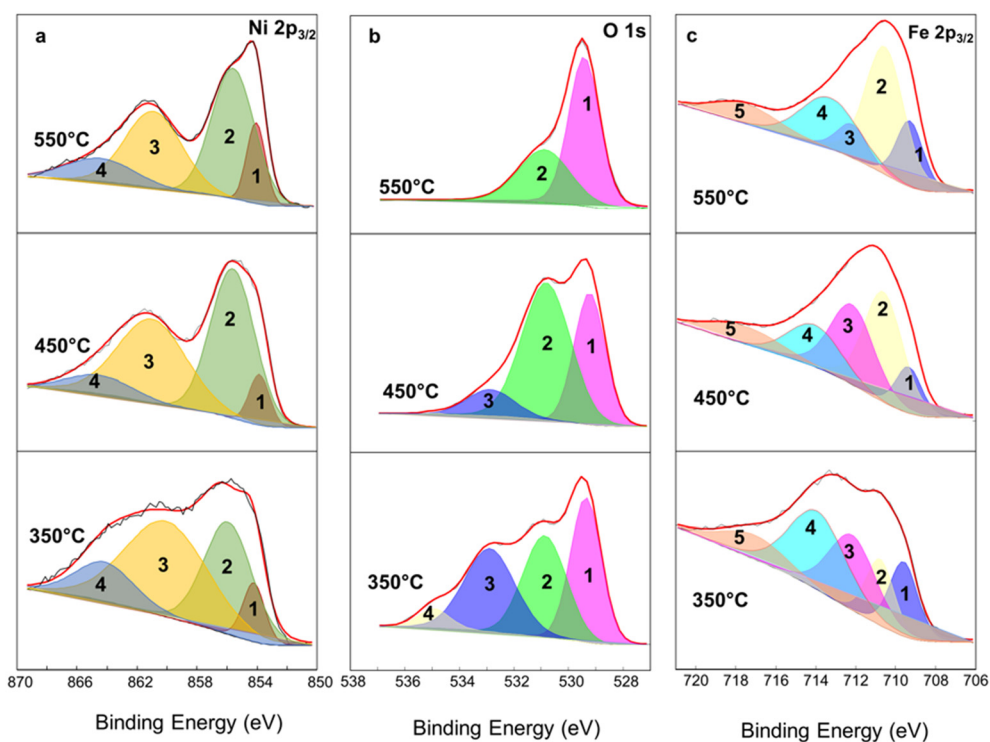 a Ni 2p3/2
550°C
1
2
3
4
450°C
1
2
3
4
350°C
1
2
3
4
870 866 862 858 854 850
Binding Energy (eV)
b O 1s
550°C
1
2
450°C
1
2
3
350°C
1
2
3
4
538 536 534 532 530 528
Binding Energy (eV)
c Fe 2p3/2
550°C
1
2
3
4
5
450°C
1
2
3
4
5
350°C
1
2
3
4
5
720 718 716 714 712 710 708 706
Binding Energy (eV)